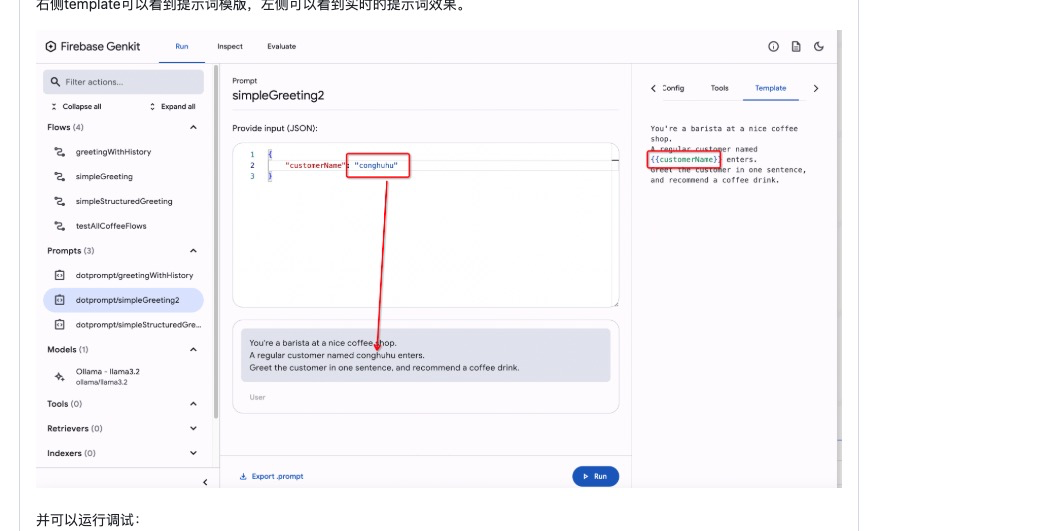 右侧template可以看到提示词模版，左侧可以看到实时的提示词效果。
Firebase Genkit
Run
Inspect
Evaluate
Filter actions...
Collapse all
Expand all
Flows (4)
greetingWithHistory
simpleGreeting
simpleStructuredGreeting
testAllCoffeeFlows
Prompts (3)
dotprompt/greetingWithHistory
dotprompt/simpleGreeting2
dotprompt/simpleStructuredGre...
Models (1)
Ollama - llama3.2
ollama/llama3.2
Tools (0)
Retrievers (0)
Indexers (0)
Prompt
simpleGreeting2
Provide input (JSON):
1 {
2 "customerName": "conghuhu"
3 }
You're a barista at a nice coffee shop.
A regular customer named conghuhu enters.
Greet the customer in one sentence, and recommend a coffee drink.
User
Export .prompt
Run
Config
Tools
Template
You're a barista at a nice coffee
shop.
A regular customer named
{{customerName}} enters.
Greet the customer in one sentence,
and recommend a coffee drink.
并可以运行调试：